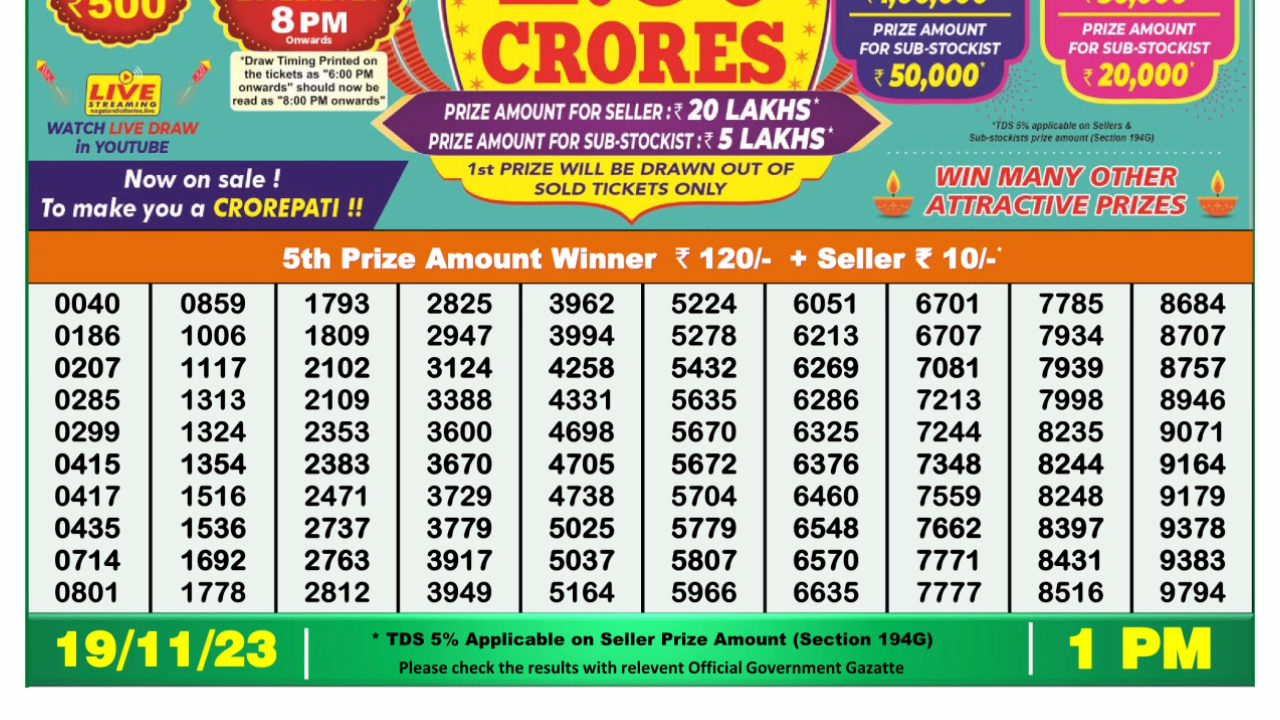 ₹500
8 PM
Onwards
*Draw Timing Printed on
the tickets as "6:00 PM
onwards" should now be
read as "8:00 PM onwards"
LIVE
STREAMING
nagalandlotteries.live
WATCH LIVE DRAW
in YOUTUBE
CRORES
PRIZE AMOUNT FOR SELLER :₹ 20 LAKHS*
PRIZE AMOUNT FOR SUB-STOCKIST :₹ 5 LAKHS*
1st PRIZE WILL BE DRAWN OUT OF
SOLD TICKETS ONLY
PRIZE AMOUNT
FOR SUB-STOCKIST
₹ 50,000*
PRIZE AMOUNT
FOR SUB-STOCKIST
₹ 20,000*
*TDS 5% applicable on Sellers &
Sub-stockists prize amount (Section 194G)
Now on sale !
To make you a CROREPATI !!
WIN MANY OTHER
ATTRACTIVE PRIZES
5th Prize Amount Winner ₹ 120/- + Seller ₹ 10/-*
0040 0859 1793 2825 3962 5224 6051 6701 7785 8684
0186 1006 1809 2947 3994 5278 6213 6707 7934 8707
0207 1117 2102 3124 4258 5432 6269 7081 7939 8757
0285 1313 2109 3388 4331 5635 6286 7213 7998 8946
0299 1324 2353 3600 4698 5670 6325 7244 8235 9071
0415 1354 2383 3670 4705 5672 6376 7348 8244 9164
0417 1516 2471 3729 4738 5704 6460 7559 8248 9179
0435 1536 2737 3779 5025 5779 6548 7662 8397 9378
0714 1692 2763 3917 5037 5807 6570 7771 8431 9383
0801 1778 2812 3949 5164 5966 6635 7777 8516 9794
19/11/23
* TDS 5% Applicable on Seller Prize Amount (Section 194G)
Please check the results with relevent Official Government Gazatte
1 PM